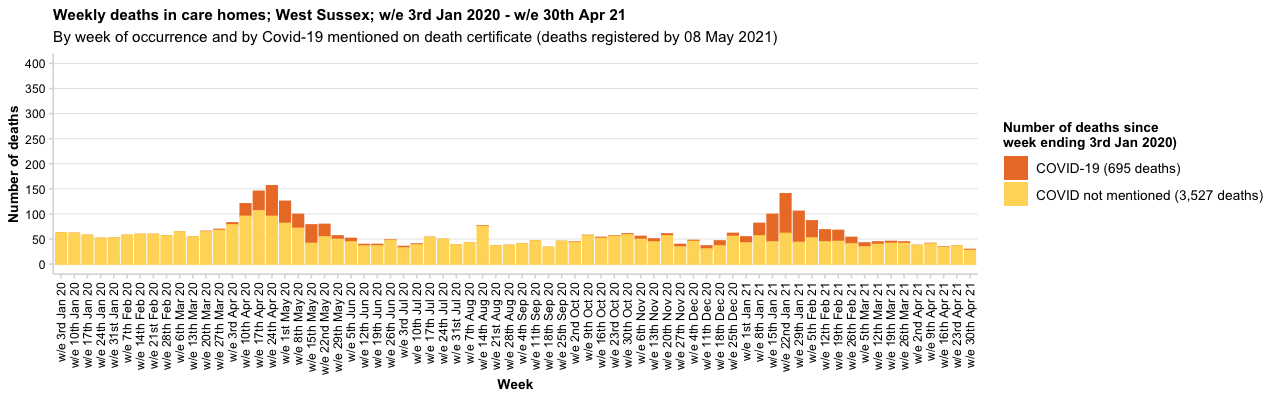 Weekly deaths in care homes; West Sussex; w/e 3rd Jan 2020 - w/e 30th Apr 21
By week of occurrence and by Covid-19 mentioned on death certificate (deaths registered by 08 May 2021)
Number of deaths
400
350
300
250
200
150
100
50
0
w/e 3rd Jan 20
w/e 10th Jan 20
w/e 17th Jan 20
w/e 24th Jan 20
w/e 31st Jan 20
w/e 7th Feb 20
w/e 14th Feb 20
w/e 21st Feb 20
w/e 28th Feb 20
w/e 6th Mar 20
w/e 13th Mar 20
w/e 20th Mar 20
w/e 27th Mar 20
w/e 3rd Apr 20
w/e 10th Apr 20
w/e 17th Apr 20
w/e 24th Apr 20
w/e 1st May 20
w/e 8th May 20
w/e 15th May 20
w/e 22nd May 20
w/e 29th May 20
w/e 5th Jun 20
w/e 12th Jun 20
w/e 19th Jun 20
w/e 26th Jun 20
w/e 3rd Jul 20
w/e 10th Jul 20
w/e 17th Jul 20
w/e 24th Jul 20
w/e 31st Jul 20
w/e 7th Aug 20
w/e 14th Aug 20
w/e 21st Aug 20
w/e 28th Aug 20
w/e 4th Sep 20
w/e 11th Sep 20
w/e 18th Sep 20
w/e 25th Sep 20
w/e 2nd Oct 20
w/e 9th Oct 20
w/e 16th Oct 20
w/e 23rd Oct 20
w/e 30th Oct 20
w/e 6th Nov 20
w/e 13th Nov 20
w/e 20th Nov 20
w/e 27th Nov 20
w/e 4th Dec 20
w/e 11th Dec 20
w/e 18th Dec 20
w/e 25th Dec 20
w/e 1st Jan 21
w/e 8th Jan 21
w/e 15th Jan 21
w/e 22nd Jan 21
w/e 29th Jan 21
w/e 5th Feb 21
w/e 12th Feb 21
w/e 19th Feb 21
w/e 26th Feb 21
w/e 5th Mar 21
w/e 12th Mar 21
w/e 19th Mar 21
w/e 26th Mar 21
w/e 2nd Apr 21
w/e 9th Apr 21
w/e 16th Apr 21
w/e 23rd Apr 21
w/e 30th Apr 21
Week
Number of deaths since
week ending 3rd Jan 2020)
COVID-19 (695 deaths)
COVID not mentioned (3,527 deaths)